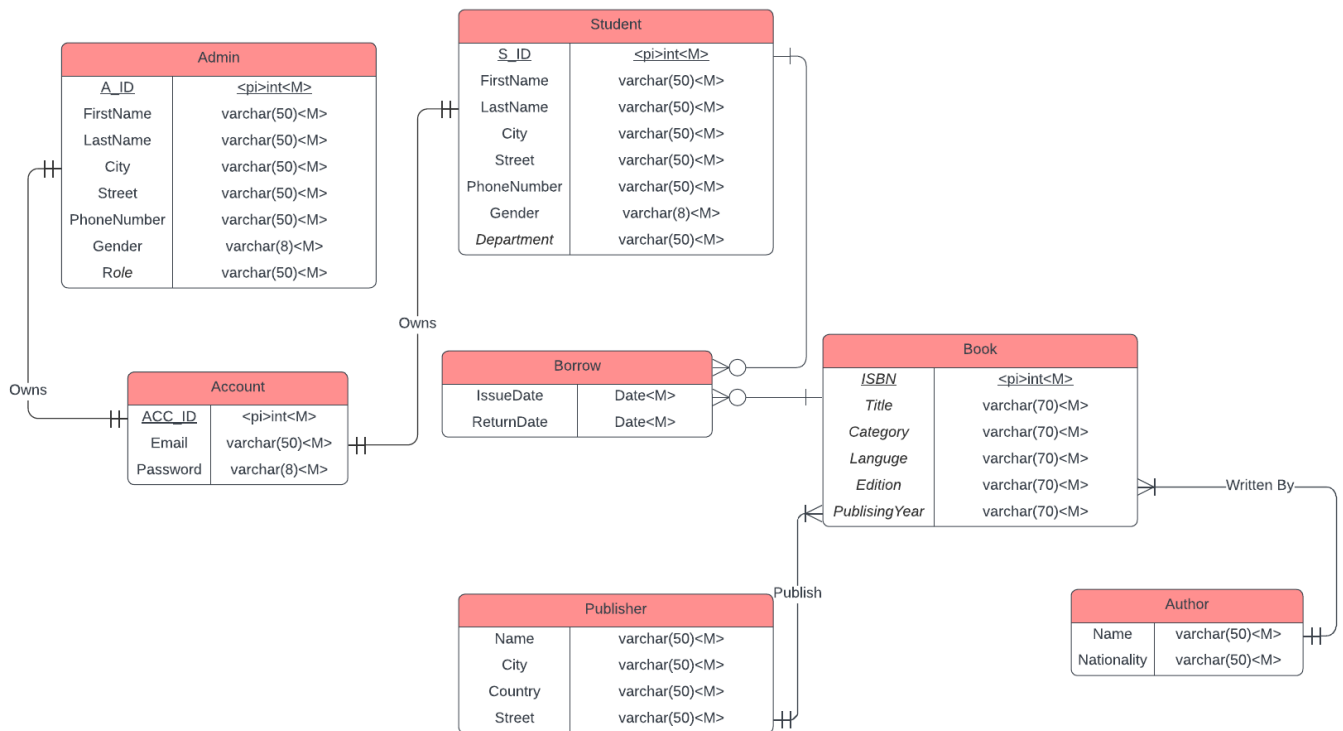 Admin
A_ID <pi>int<M>
FirstName varchar(50)<M>
LastName varchar(50)<M>
City varchar(50)<M>
Street varchar(50)<M>
PhoneNumber varchar(50)<M>
Gender varchar(8)<M>
Role varchar(50)<M>
Student
S_ID <pi>int<M>
FirstName varchar(50)<M>
LastName varchar(50)<M>
City varchar(50)<M>
Street varchar(50)<M>
PhoneNumber varchar(50)<M>
Gender varchar(8)<M>
Department varchar(50)<M>
Owns
Owns
Account
ACC_ID <pi>int<M>
Email varchar(50)<M>
Password varchar(8)<M>
Borrow
IssueDate Date<M>
ReturnDate Date<M>
Book
ISBN <pi>int<M>
Title varchar(70)<M>
Category varchar(70)<M>
Languge varchar(70)<M>
Edition varchar(70)<M>
PublisingYear varchar(70)<M>
Written By
Publish
Publisher
Name varchar(50)<M>
City varchar(50)<M>
Country varchar(50)<M>
Street varchar(50)<M>
Author
Name varchar(50)<M>
Nationality varchar(50)<M>